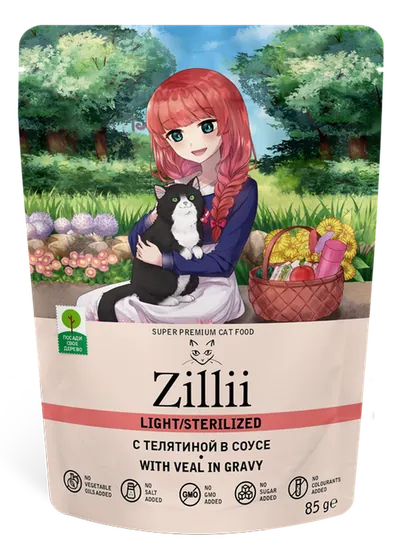 ПОСАДИ
СВОЕ
ДЕРЕВО
SUPER PREMIUM CAT FOOD
Zillii
LIGHT/STERILIZED
С ТЕЛЯТИНОЙ В СОУСЕ
•
WITH VEAL IN GRAVY
NO VEGETABLE OILS ADDED
NO SALT ADDED
GMO
NO GMO ADDED
NO SUGAR ADDED
NO COLOURANTS ADDED
85 g e